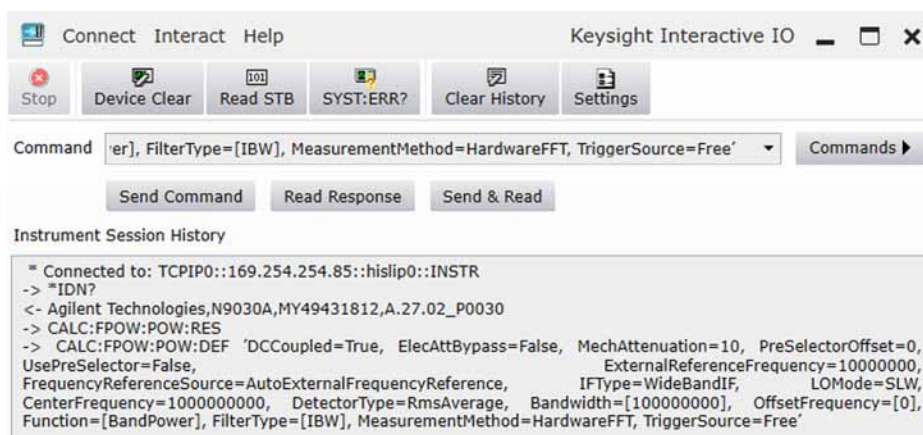 Connect Interact Help Keysight Interactive IO
Stop Device Clear Read STB SYST:ERR? Clear History Settings
Command er], FilterType=[IBW], MeasurementMethod=HardwareFFT, TriggerSource=Free’ Commands
Send Command Read Response Send & Read
Instrument Session History
* Connected to: TCPIP0::169.254.254.85::hislip0::INSTR
-> *IDN?
<- Agilent Technologies,N9030A,MY49431812,A.27.02_P0030
-> CALC:FPOW:POW:RES
-> CALC:FPOW:POW:DEF ‘DCCoupled=True, ElecAttBypass=False, MechAttenuation=10, PreSelectorOffset=0,
UsePreSelector=False, ExternalReferenceFrequency=10000000,
FrequencyReferenceSource=AutoExternalFrequencyReference, IFType=WideBandIF, LOMode=SLW,
CenterFrequency=1000000000, DetectorType=RmsAverage, Bandwidth=[100000000], OffsetFrequency=[0],
Function=[BandPower], FilterType=[IBW], MeasurementMethod=HardwareFFT, TriggerSource=Free’